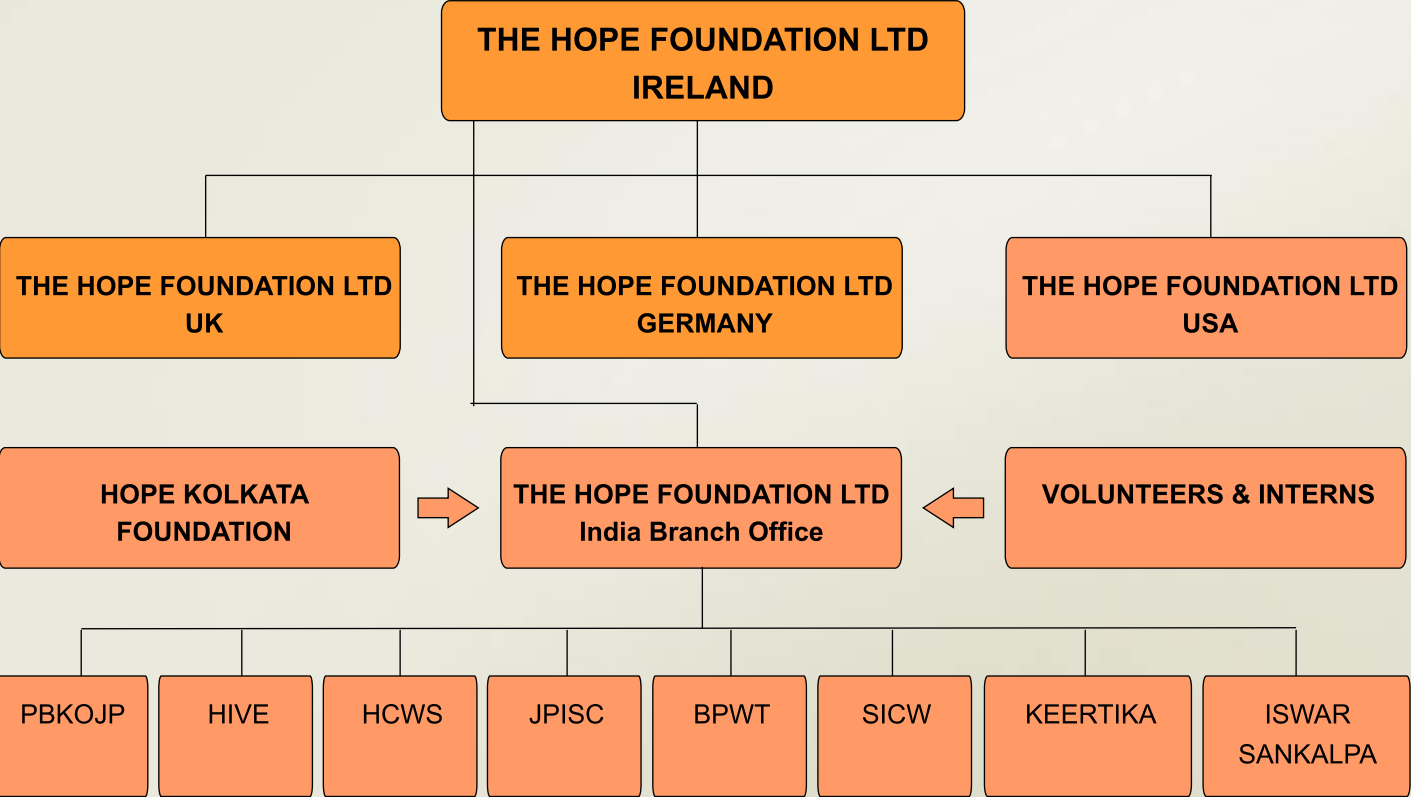 THE HOPE FOUNDATION LTD
IRELAND
THE HOPE FOUNDATION LTD
UK
THE HOPE FOUNDATION LTD
GERMANY
THE HOPE FOUNDATION LTD
USA
HOPE KOLKATA
FOUNDATION
THE HOPE FOUNDATION LTD
India Branch Office
VOLUNTEERS & INTERNS
PBKOJP
HIVE
HCWS
JPISC
BPWT
SICW
KEERTIKA
ISWAR
SANKALPA